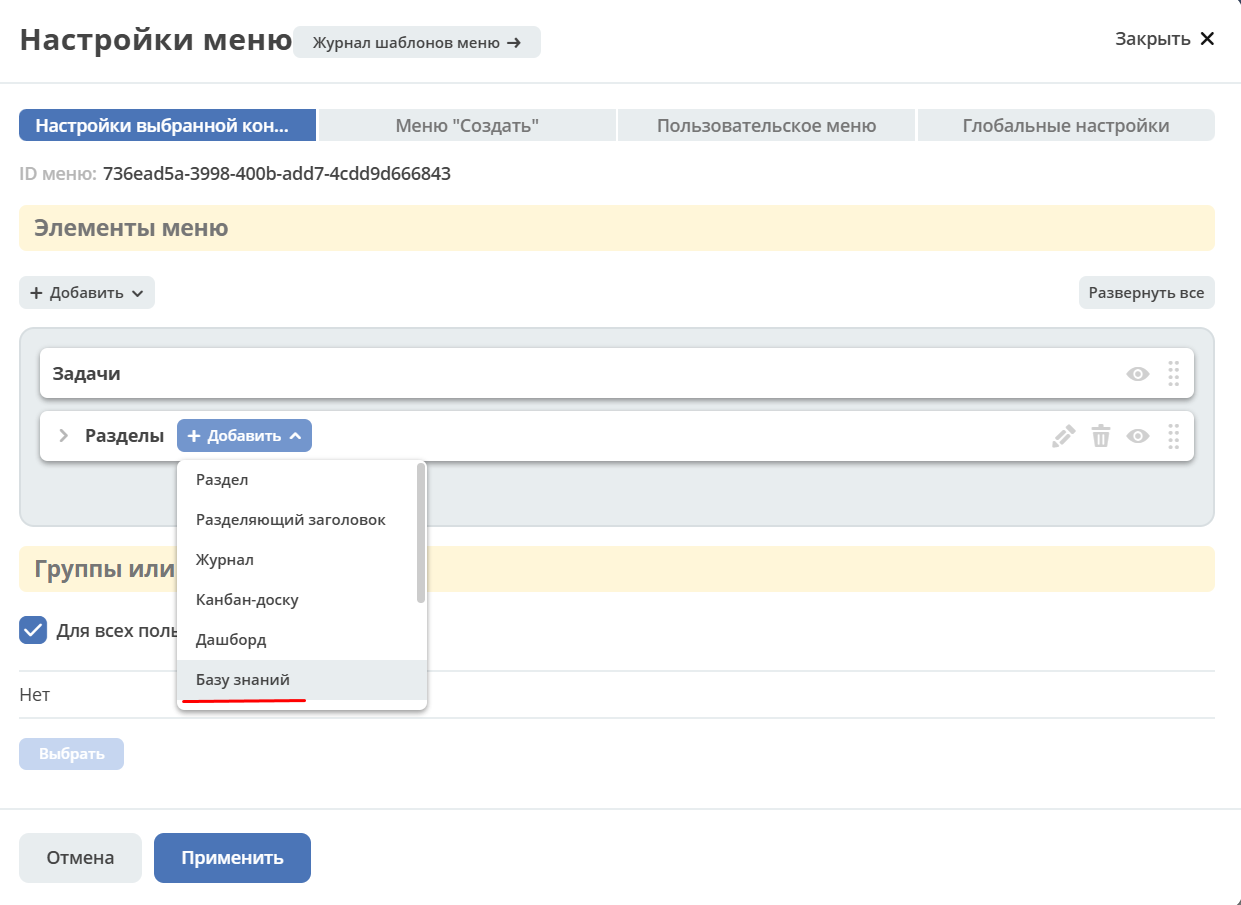 Настройки меню
Журнал шаблонов меню →
Закрыть ✕
Настройки выбранной кон...
Меню "Создать"
Пользовательское меню
Глобальные настройки
ID меню: 736ead5a-3998-400b-add7-4cdd9d666843
Элементы меню
+ Добавить
Развернуть все
Задачи
Разделы
+ Добавить
Раздел
Разделяющий заголовок
Журнал
Канбан-доску
Дашборд
Базу знаний
Группы или
Для всех поль
Нет
Выбрать
Отмена
Применить